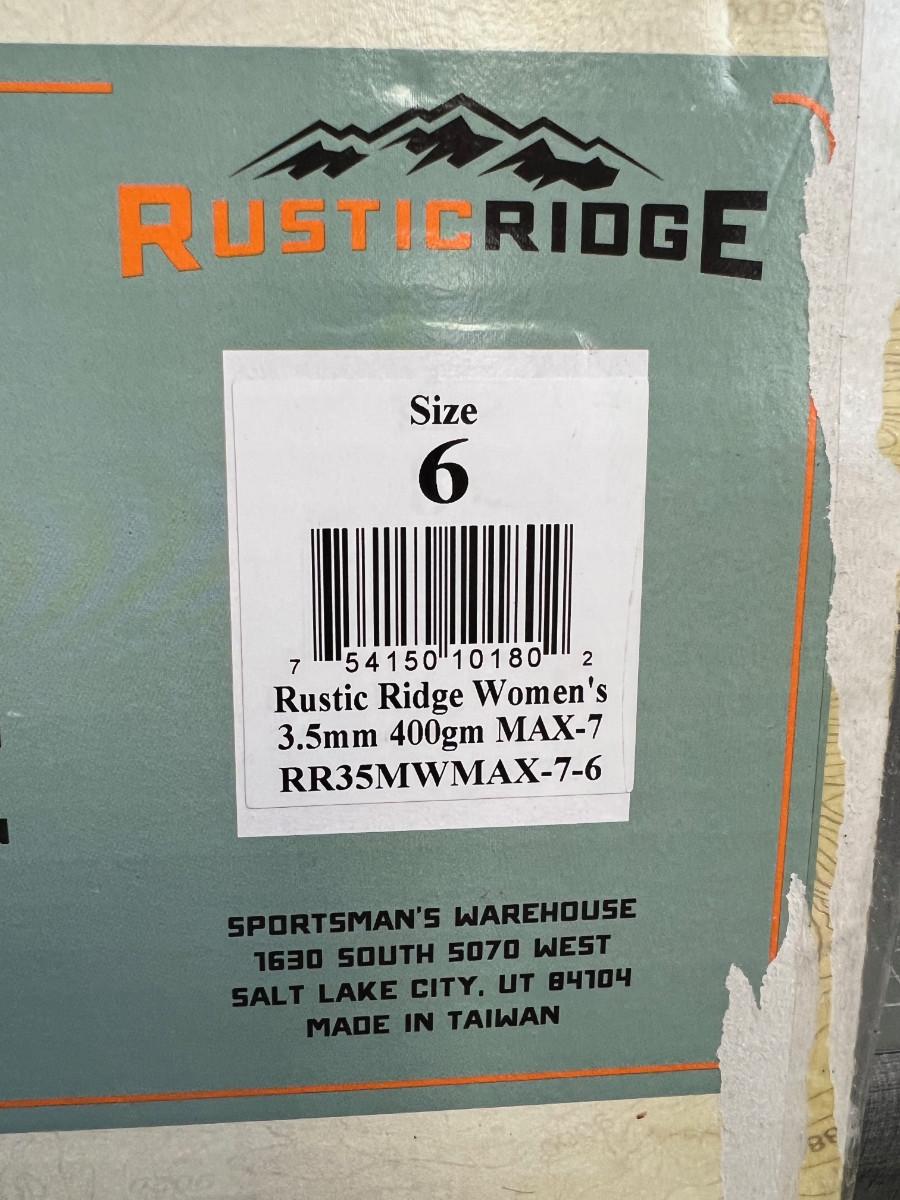 RUSTICRIDGE
Size
6
7 54150 10180 2
Rustic Ridge Women's
3.5mm 400gm MAX-7
RR35MWMAX-7-6
SPORTSMAN'S WAREHOUSE
1630 SOUTH 5070 WEST
SALT LAKE CITY, UT 84104
MADE IN TAIWAN